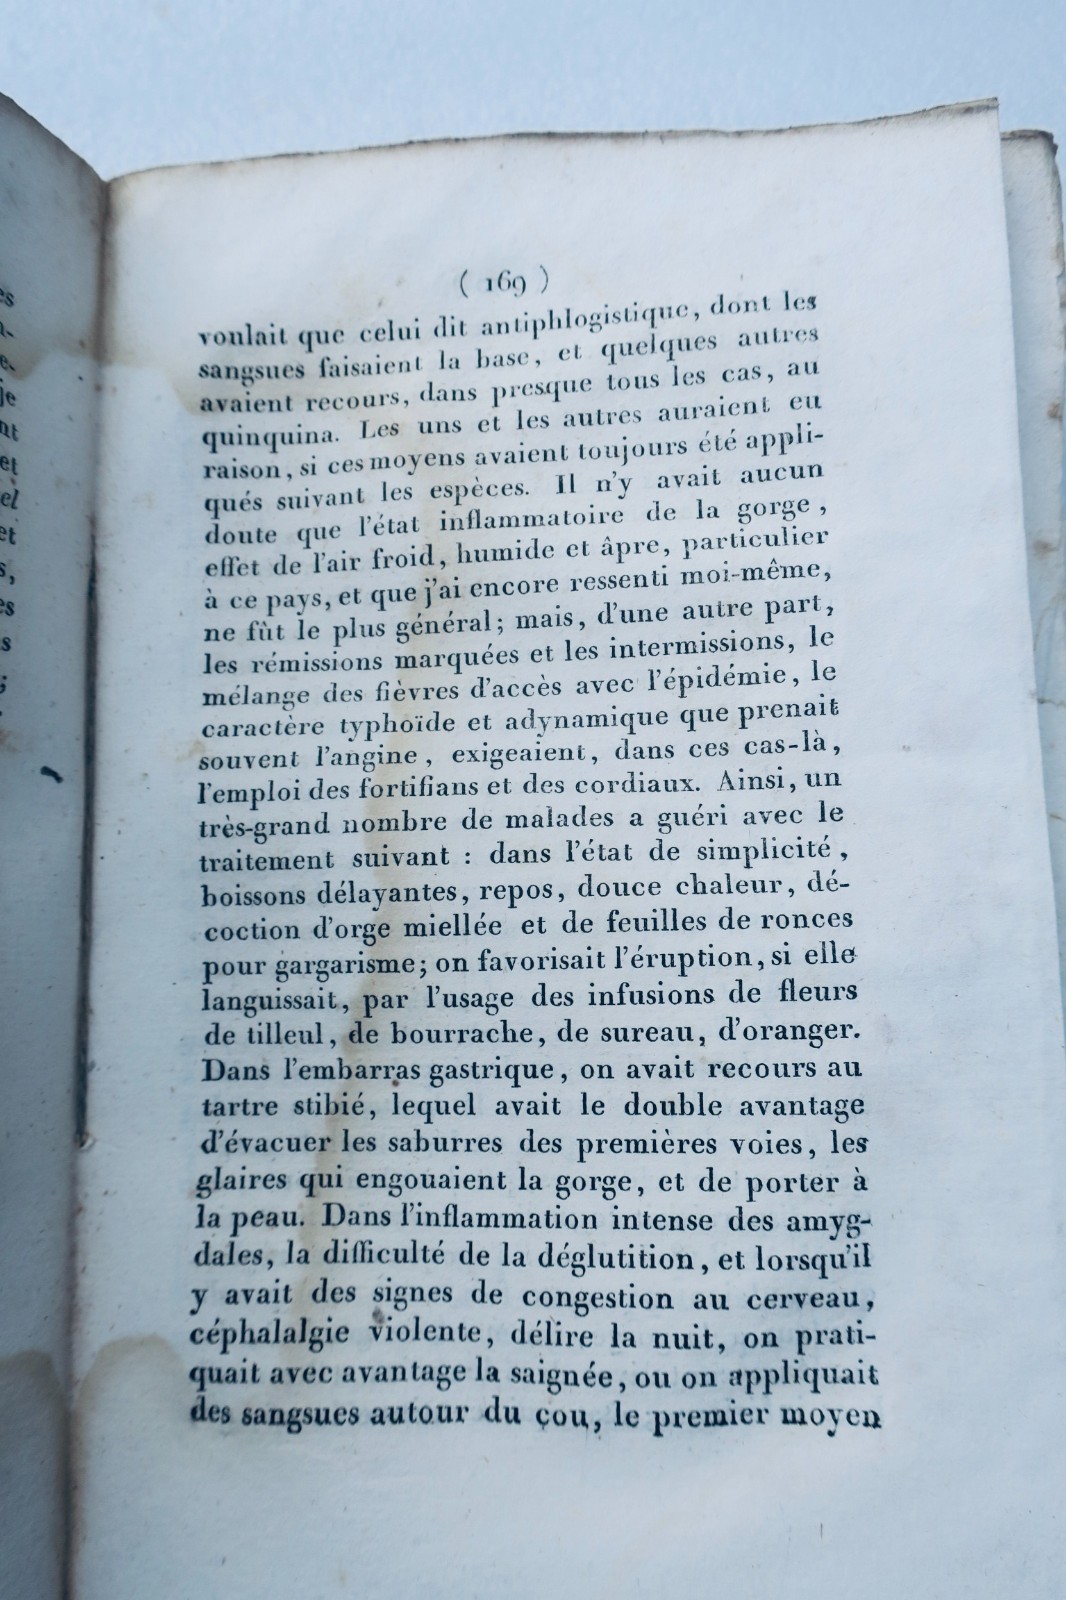 ( 169 )
voulait que celui dit antiphlogistique, dont les
sangsues faisaient la base, et quelques autres
avaient recours, dans presque tous les cas, au
quinquina. Les uns et les autres auraient eu
raison, si ces moyens avaient toujours été appli-
qués suivant les espèces. Il n'y avait aucun
doute que l'état inflammatoire de la gorge,
effet de l'air froid, humide et âpre, particulier
à ce pays, et que j'ai encore ressenti moi-même,
ne fût le plus général; mais, d'une autre part,
les rémissions marquées et les intermissions, le
mélange des fièvres d'accès avec l'épidémie, le
caractère typhoïde et adynamique que prenait
souvent l'angine, exigeaient, dans ces cas-là,
l'emploi des fortifians et des cordiaux. Ainsi, un
très-grand nombre de malades a guéri avec le
traitement suivant : dans l'état de simplicité,
boissons délayantes, repos, douce chaleur, dé-
coction d'orge miellée et de feuilles de ronces
pour gargarisme; on favorisait l'éruption, si elle
languissait, par l'usage des infusions de fleurs
de tilleul, de bourrache, de sureau, d'oranger.
Dans l'embarras gastrique, on avait recours au
tartre stibié, lequel avait le double avantage
d'évacuer les saburres des premières voies, les
glaires qui engouaient la gorge, et de porter à
la peau. Dans l'inflammation intense des amyg-
dales, la difficulté de la déglutition, et lorsqu'il
y avait des signes de congestion au cerveau,
céphalalgie violente, délire la nuit, on prati-
quait avec avantage la saignée, ou on appliquait
des sangsues autour du cou, le premier moyen